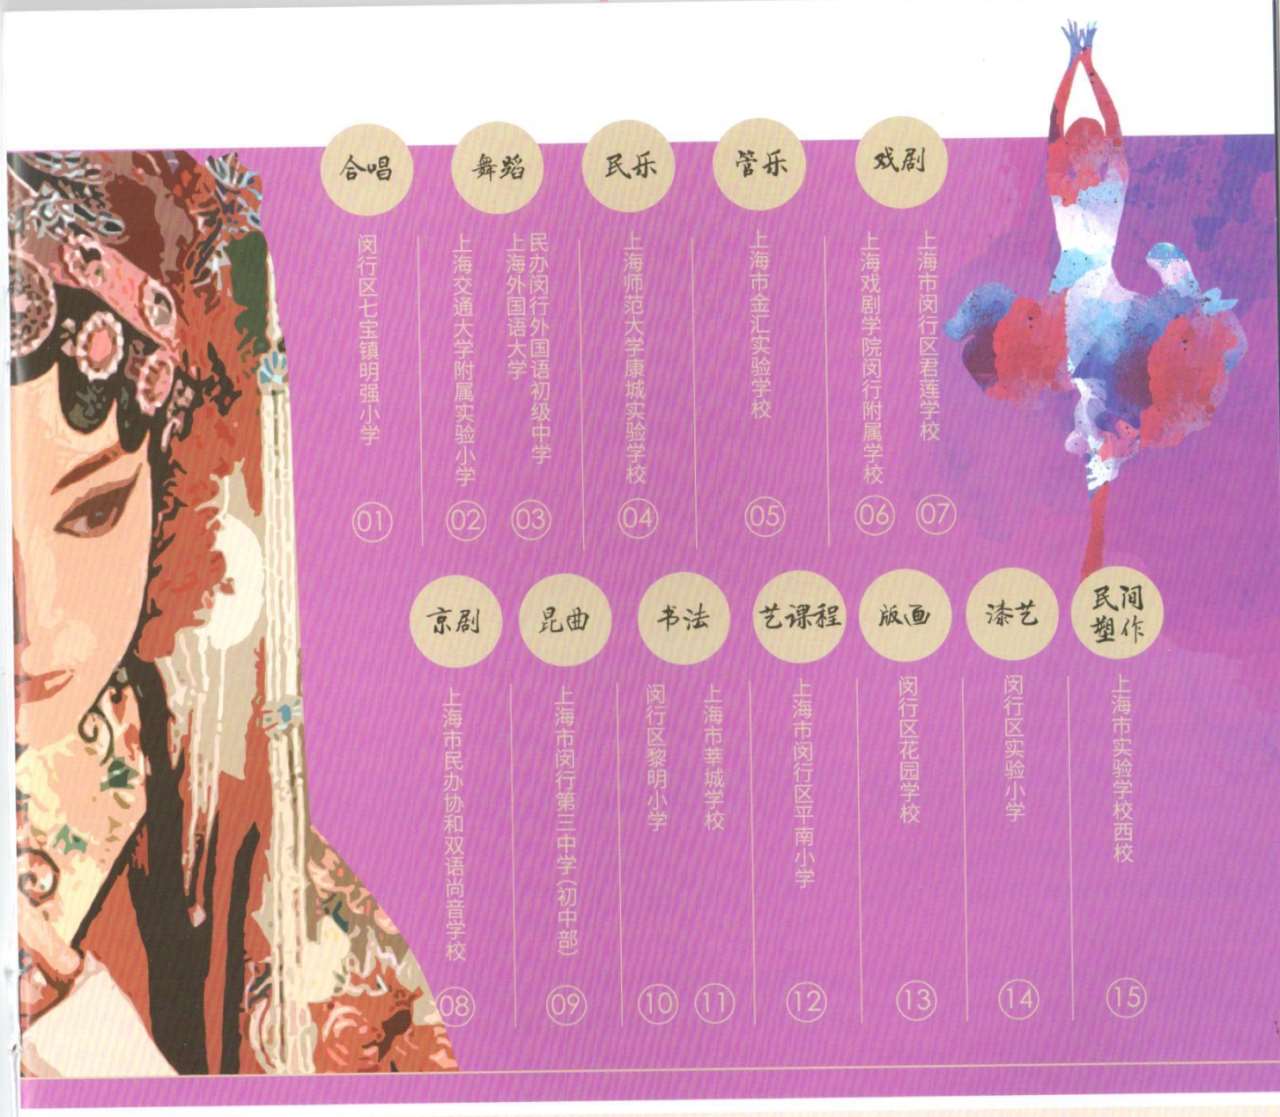 合唱
闵行区七宝镇明强小学
01
舞蹈
上海交通大学附属实验小学
02
民办闵行外国语初级中学
上海外国语大学
03
民乐
上海师范大学康城实验学校
04
管乐
上海市金汇实验学校
05
戏剧
上海戏剧学院闵行附属学校
06
上海市闵行区君莲学校
07
京剧
上海市民办协和双语尚音学校
08
昆曲
上海市闵行第三中学(初中部)
09
书法
闵行区黎明小学
10
上海市莘城学校
11
艺课程
上海市闵行区平南小学
12
版画
闵行区花园学校
13
漆艺
闵行区实验小学
14
民间
塑作
上海市实验学校西校
15